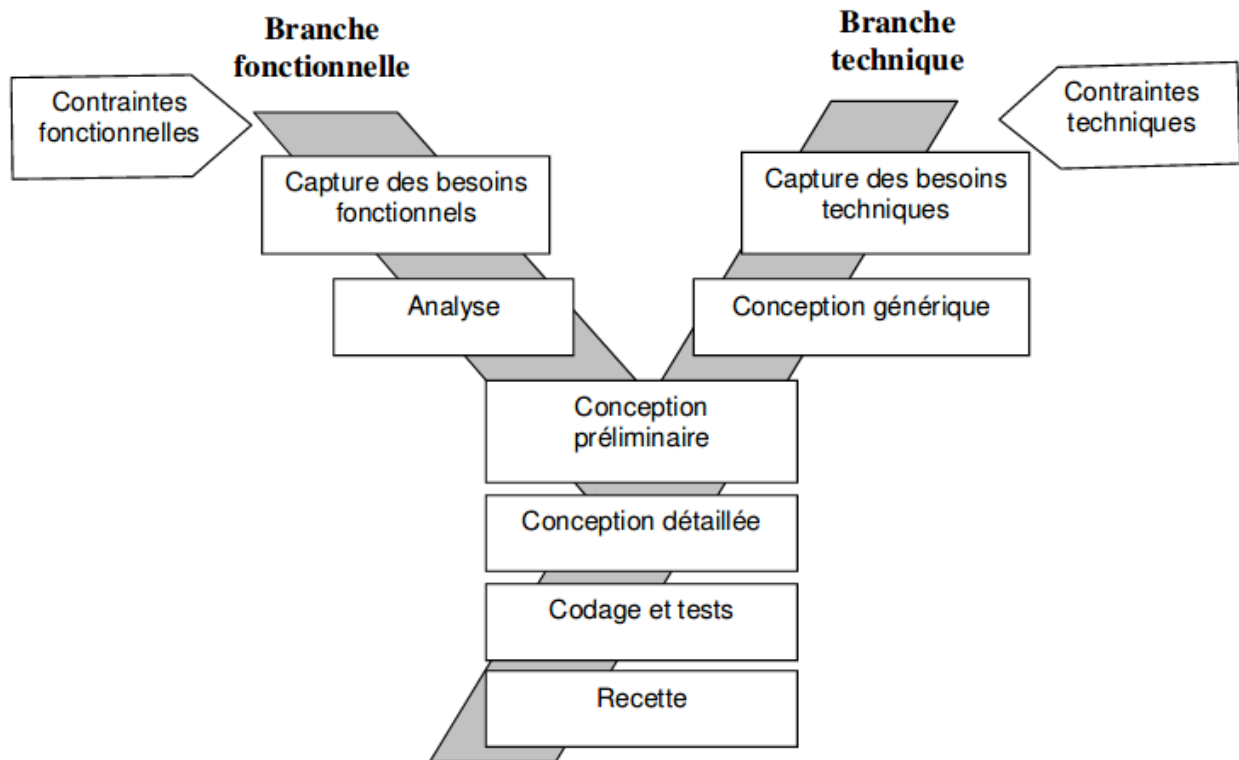 Branche
fonctionnelle
Branche
technique
Contraintes
fonctionnelles
Contraintes
techniques
Capture des besoins
fonctionnels
Capture des besoins
techniques
Analyse
Conception générique
Conception
préliminaire
Conception détaillée
Codage et tests
Recette